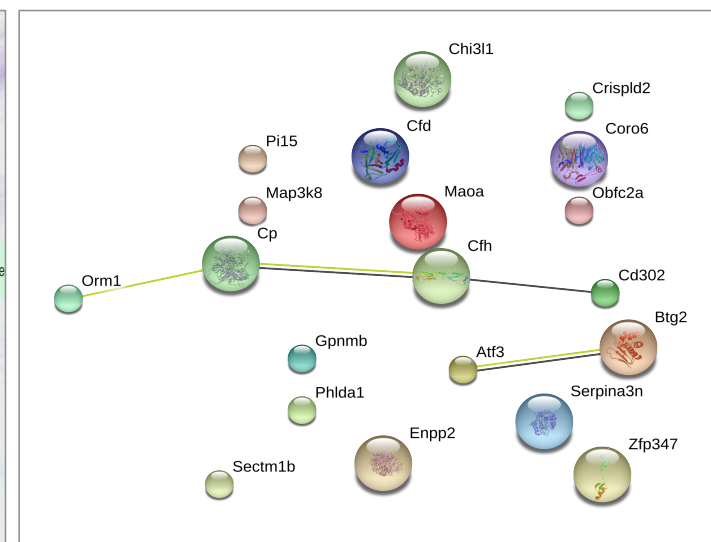 Chi3l1
Crispld2
Cfd
Coro6
Pi15
Maoa
Map3k8
Obfc2a
Cp
Cfh
Cd302
Orm1
Btg2
Gpnmb
Atf3
Phlda1
Serpina3n
Enpp2
Zfp347
Sectm1b